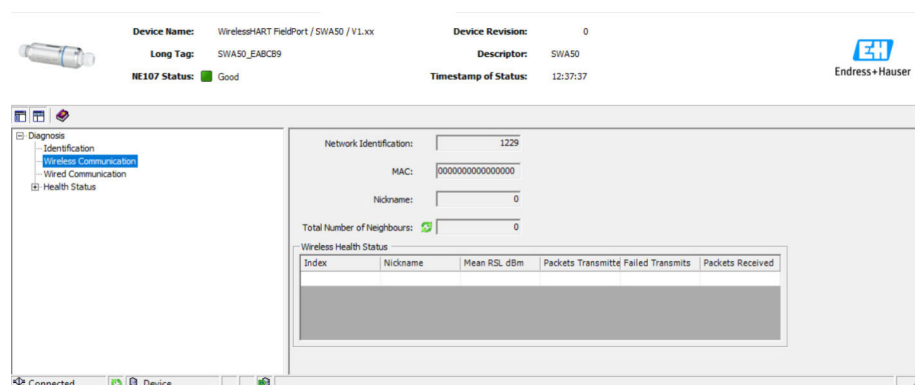 Device Name: WirelessHART FieldPort / SWA50 / V1.xx Device Revision: 0
Long Tag: SWA50_EABCB9 Descriptor: SWA50
NE107 Status: Good Timestamp of Status: 12:37:37
EH
Endress+Hauser
Diagnosis
Identification
Wireless Communication
Wired Communication
Health Status
Network Identification: 1229
MAC: 0000000000000000
Nickname: 0
Total Number of Neighbours: 0
Wireless Health Status
Index Nickname Mean RSL dBm Packets Transmitte Failed Transmits Packets Received
Connected Device